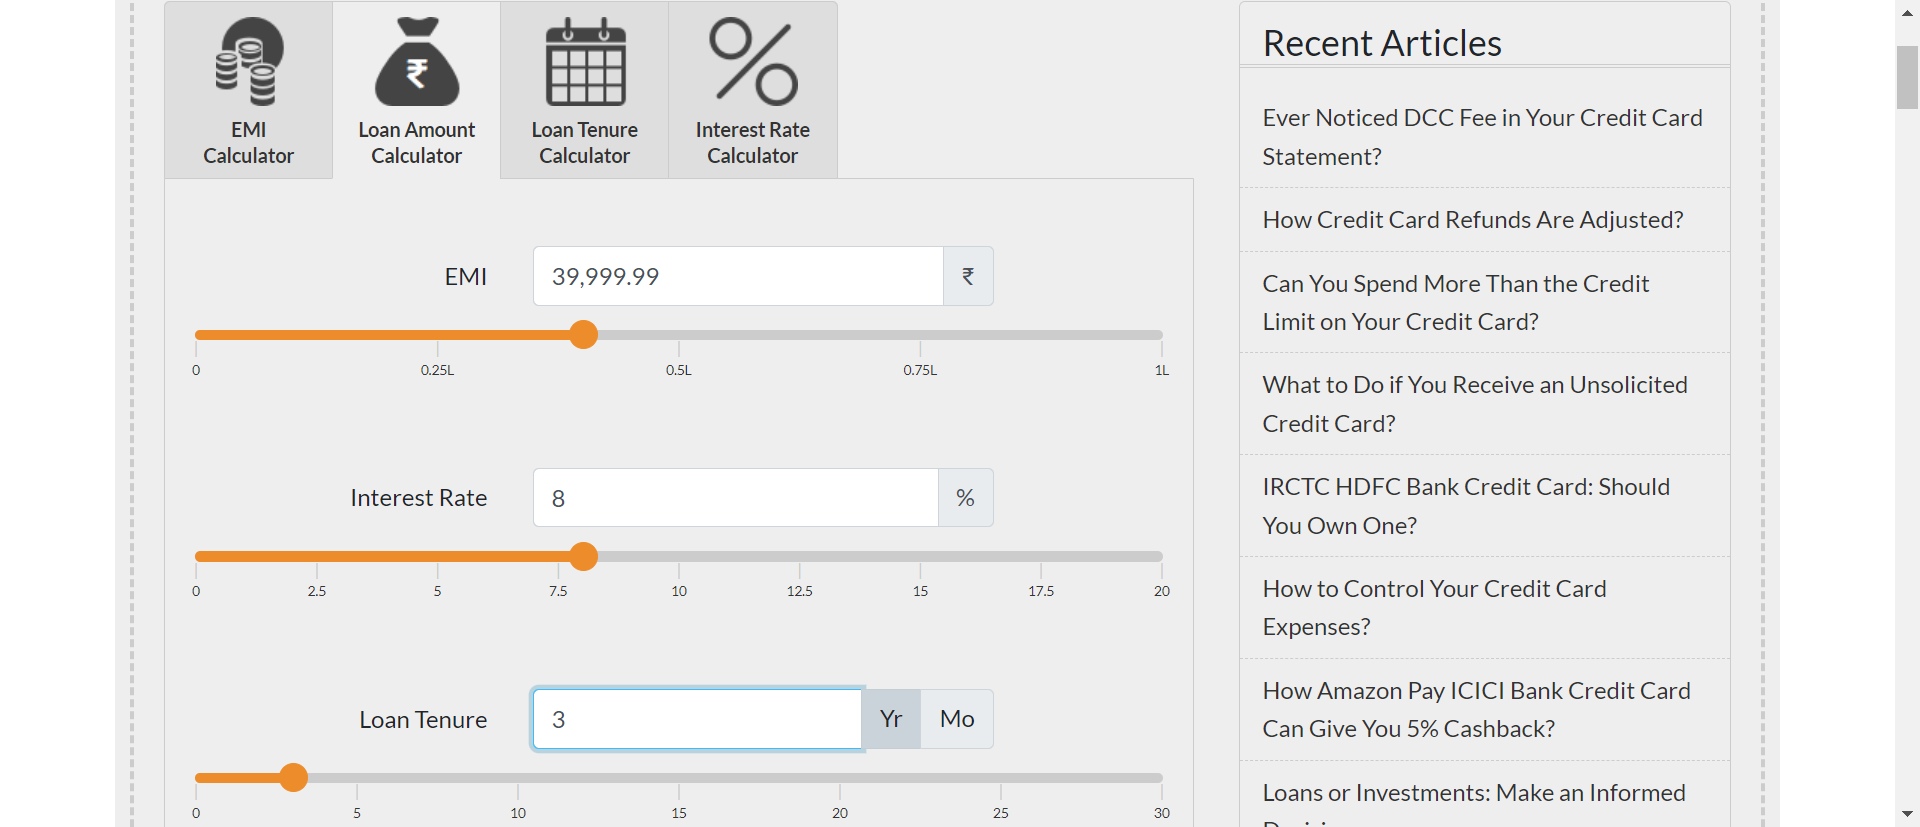 EMI
Calculator
₹
Loan Amount
Calculator
Loan Tenure
Calculator
Interest Rate
Calculator
EMI
39,999.99
₹
0
0.25L
0.5L
0.75L
1L
Interest Rate
8
%
0
2.5
5
7.5
10
12.5
15
17.5
20
Loan Tenure
3
Yr
Mo
0
5
10
15
20
25
30
Recent Articles
Ever Noticed DCC Fee in Your Credit Card
Statement?
How Credit Card Refunds Are Adjusted?
Can You Spend More Than the Credit
Limit on Your Credit Card?
What to Do if You Receive an Unsolicited
Credit Card?
IRCTC HDFC Bank Credit Card: Should
You Own One?
How to Control Your Credit Card
Expenses?
How Amazon Pay ICICI Bank Credit Card
Can Give You 5% Cashback?
Loans or Investments: Make an Informed